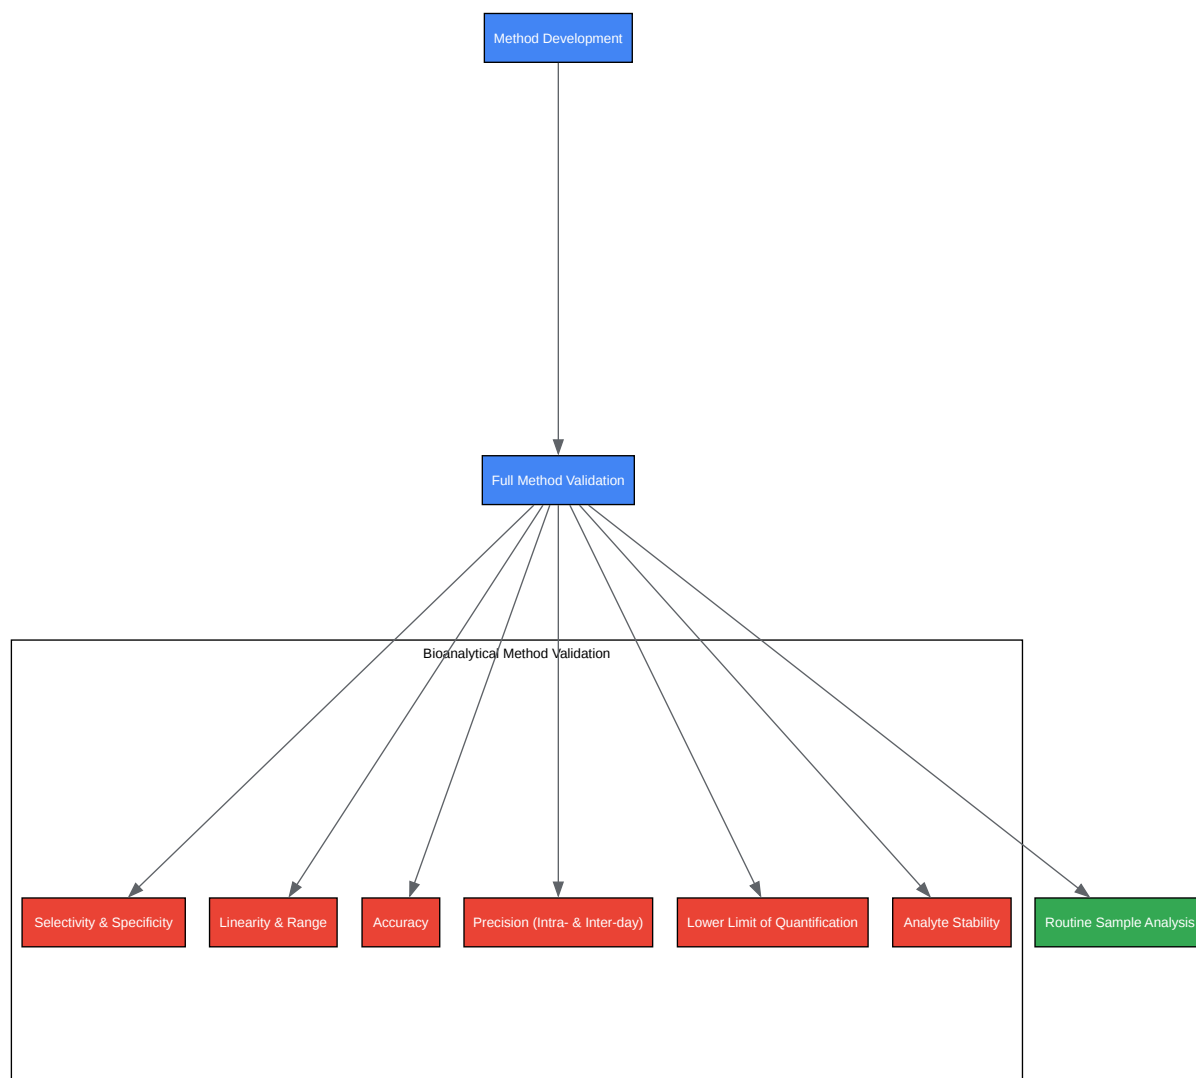 Method Development
Full Method Validation
Bioanalytical Method Validation
Selectivity & Specificity
Linearity & Range
Accuracy
Precision (Intra- & Inter-day)
Lower Limit of Quantification
Analyte Stability
Routine Sample Analysis